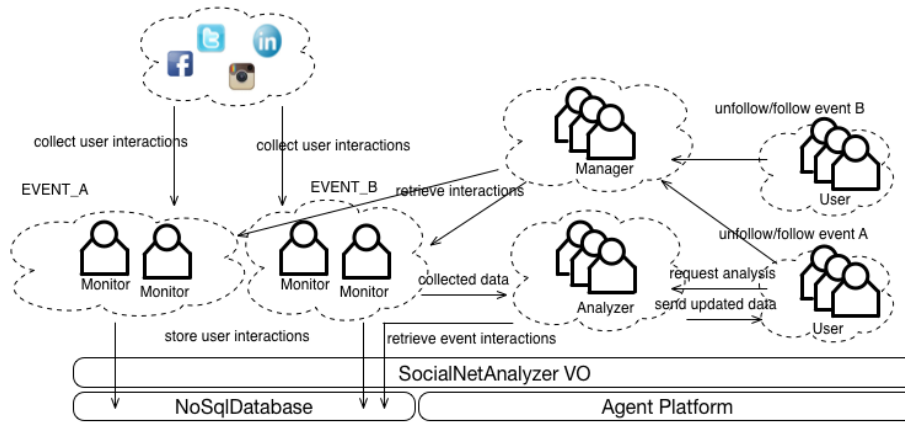 in
unfollow/follow event B
collect user interactions
collect user interactions
Manager
EVENT_A
EVENT_B
retrieve interactions
User
unfollow/follow event A
Monitor
Monitor
Monitor
Monitor
collected data
request analysis
Analyzer
send updated data
User
store user interactions
retrieve event interactions
SocialNetAnalyzer VO
NoSqlDatabase
Agent Platform